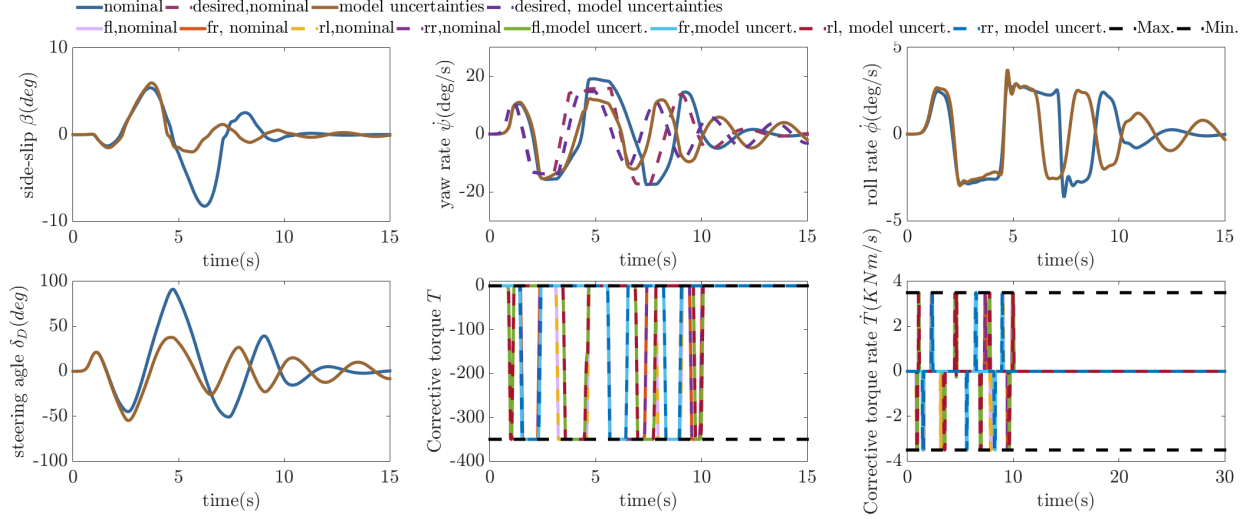 nominal desired,nominal model uncertainties desired, model uncertainties
fl,nominal fr, nominal rl,nominal rr,nominal fl,model uncert. fr,model uncert. rl, model uncert. rr, model uncert. Max. Min.
side-slip β(deg)
10
0
-10
0 5 10 15
time(s)
yaw rate ψ̇(deg/s)
20
0
-20
0 5 10 15
time(s)
roll rate ϕ̇(deg/s)
5
0
-5
0 5 10 15
time(s)
steering agle δ_D(deg)
100
50
0
-50
-100
0 5 10 15
time(s)
Corrective torque T
0
-100
-200
-300
-400
0 5 10 15
time(s)
Corrective torque rate Ṫ(KNm/s)
4
2
0
-2
-4
0 10 20 30
time(s)